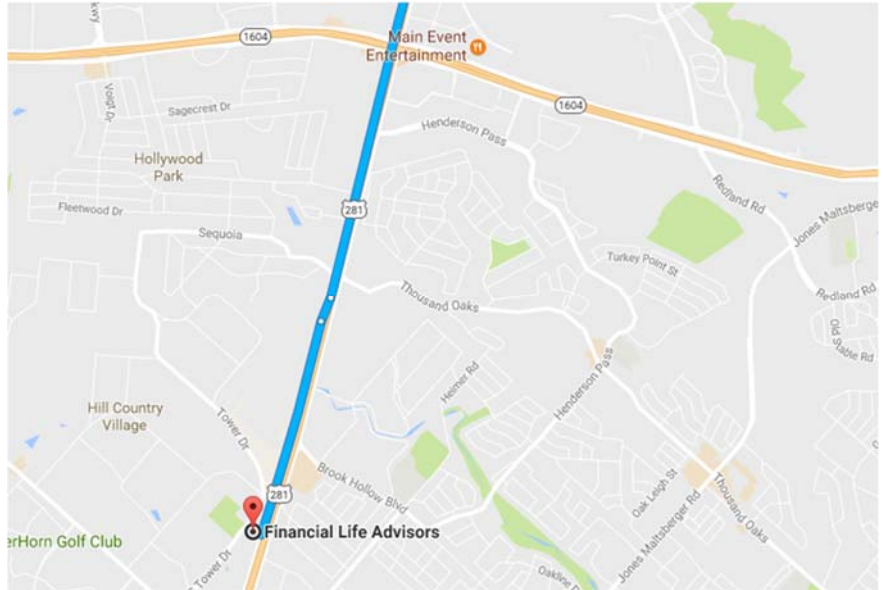 kwy
1604
Main Event
Entertainment
Voigt Dr
Sagecrest Dr
1604
Henderson Pass
Hollywood
Park
Redland Rd
Jones Maltsberge
Fleetwood Dr
281
Sequoia
Turkey Point St
Thousand Oaks
Redland Rd
Old Stable Rd
Heimer Rd
Henderson Pass
Hill Country
Village
Tower Dr
Brook Hollow Blvd
281
Oak Leigh St
Thousand Oaks
Financial Life Advisors
erHorn Golf Club
S Tower Dr
Jones Maltsberger Rd
Oakline D